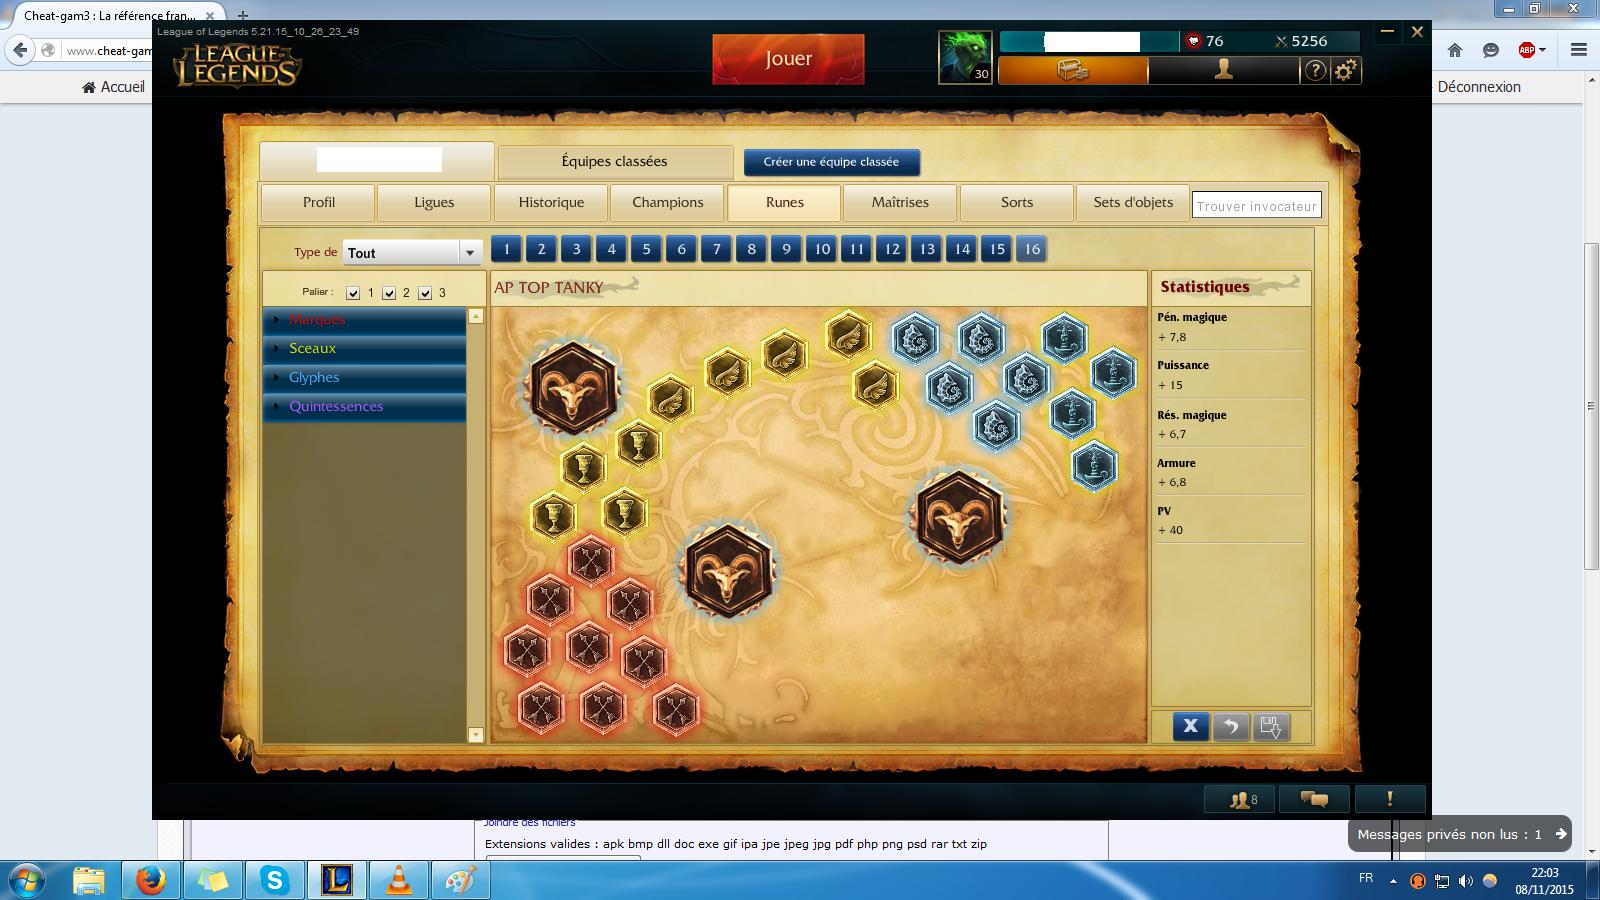 Cheat-gam3 : La référence fran...
www.cheat-gam
Accueil
Déconnexion
League of Legends 5.21.15_10_26_23_49
LEAGUE OF LEGENDS
Jouer
30
76
5256
?
Équipes classées
Créer une équipe classée
Profil
Ligues
Historique
Champions
Runes
Maîtrises
Sorts
Sets d'objets
Trouver invocateur
Type de
Tout
1 2 3 4 5 6 7 8 9 10 11 12 13 14 15 16
Palier : 1 2 3
Marques
Sceaux
Glyphes
Quintessences
AP TOP TANKY
Statistiques
Pén. magique
+ 7,8
Puissance
+ 15
Rés. magique
+ 6,7
Armure
+ 6,8
PV
+ 40
X
8
!
Joindre des fichiers
Extensions valides : apk bmp dll doc exe gif ipa jpe jpeg jpg pdf php png psd rar txt zip
Messages privés non lus : 1
FR
22:03
08/11/2015
ABP